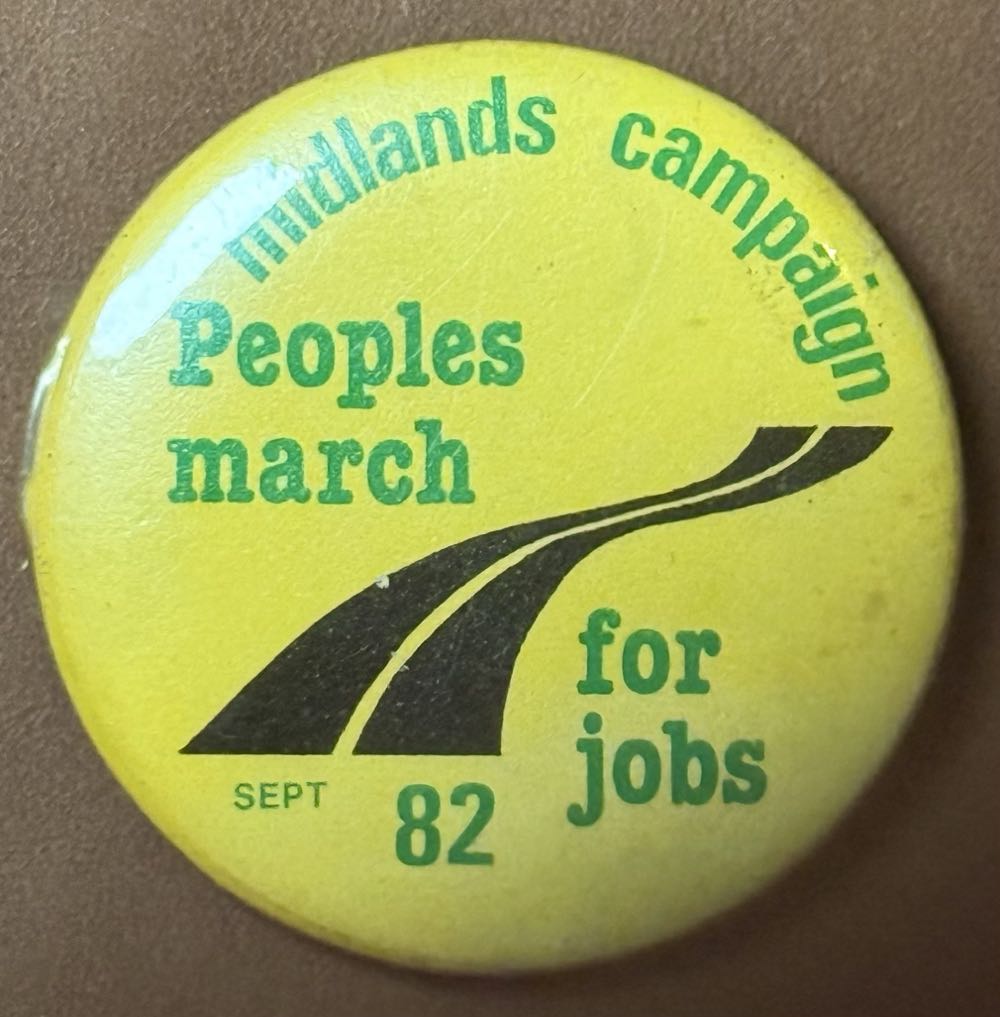 midlands campaign
Peoples
march
for
jobs
SEPT 82